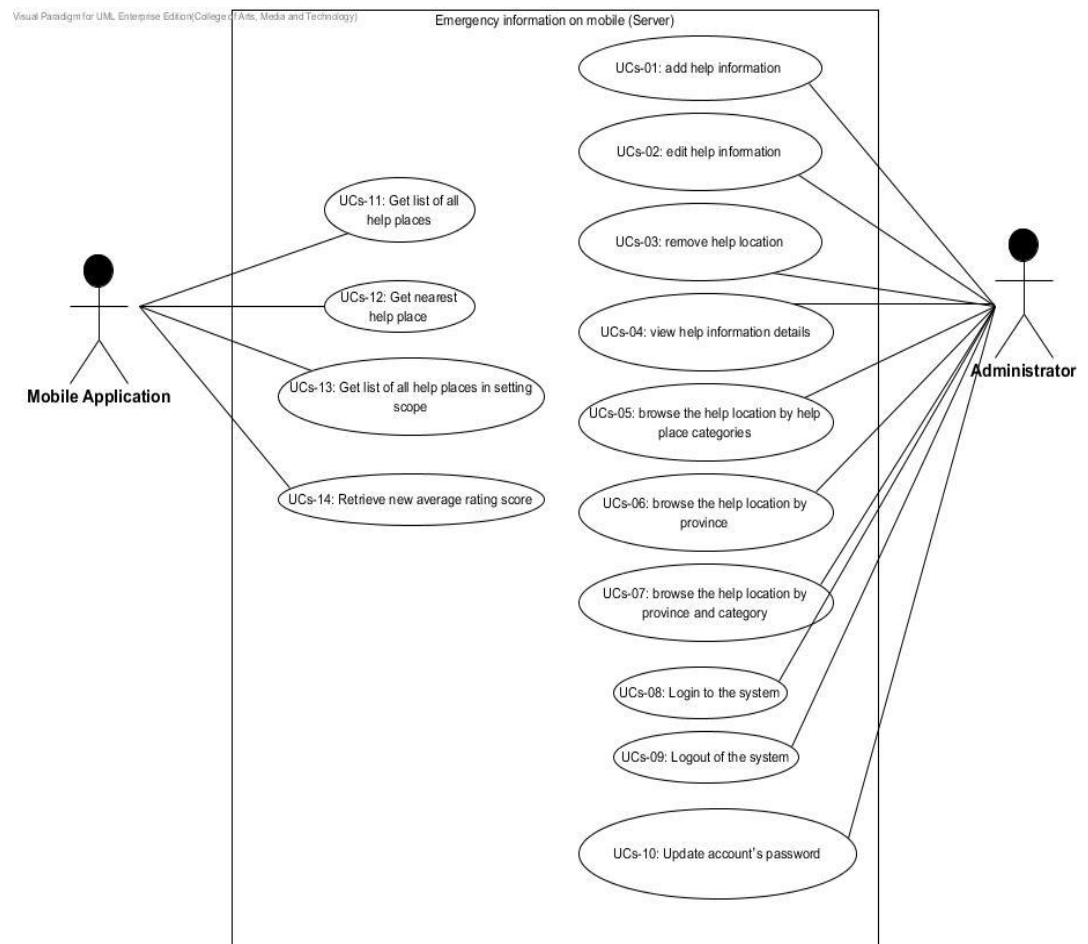 Visual Paradigm for UML Enterprise Edition(College of Arts, Media and Technology)
Emergency information on mobile (Server)
UCs-01: add help information
UCs-02: edit help information
UCs-03: remove help location
UCs-04: view help information details
UCs-05: browse the help location by help
place categories
UCs-06: browse the help location by
province
UCs-07: browse the help location by
province and category
UCs-08: Login to the system
UCs-09: Logout of the system
UCs-10: Update account's password
UCs-11: Get list of all
help places
UCs-12: Get nearest
help place
UCs-13: Get list of all help places in setting
scope
UCs-14: Retrieve new average rating score
Mobile Application
Administrator